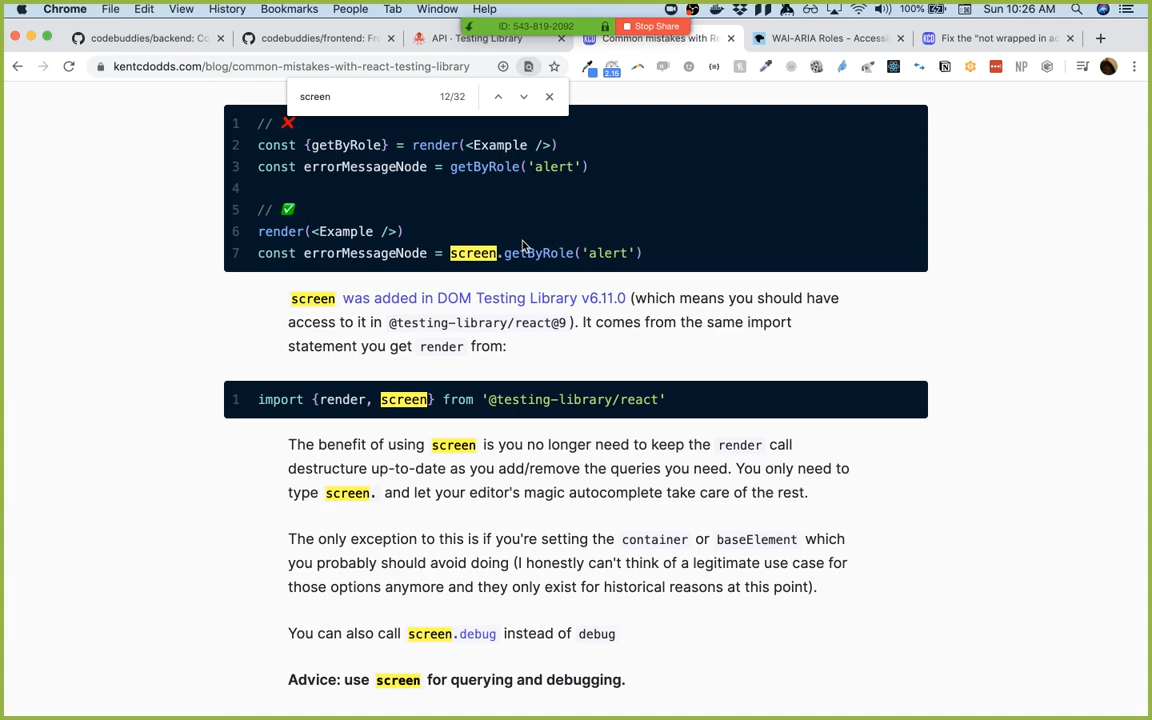 Chrome File Edit View History Bookmarks People Tab Window Help 100% Sun 10:26 AM
ID: 543-819-2092 Stop Share
codebuddies/backend: Co codebuddies/frontend: Fro API · Testing Library Common mistakes with Re WAI-ARIA Roles - Accessi Fix the "not wrapped in ac
kentcdodds.com/blog/common-mistakes-with-react-testing-library
2.15
NP
screen 12/32
1 // ❌
2 const {getByRole} = render(<Example />)
3 const errorMessageNode = getByRole('alert')
4
5 // ✅
6 render(<Example />)
7 const errorMessageNode = screen.getByRole('alert')
screen was added in DOM Testing Library v6.11.0 (which means you should have
access to it in @testing-library/react@9). It comes from the same import
statement you get render from:
1 import {render, screen} from '@testing-library/react'
The benefit of using screen is you no longer need to keep the render call
destructure up-to-date as you add/remove the queries you need. You only need to
type screen. and let your editor's magic autocomplete take care of the rest.
The only exception to this is if you're setting the container or baseElement which
you probably should avoid doing (I honestly can't think of a legitimate use case for
those options anymore and they only exist for historical reasons at this point).
You can also call screen.debug instead of debug
Advice: use screen for querying and debugging.